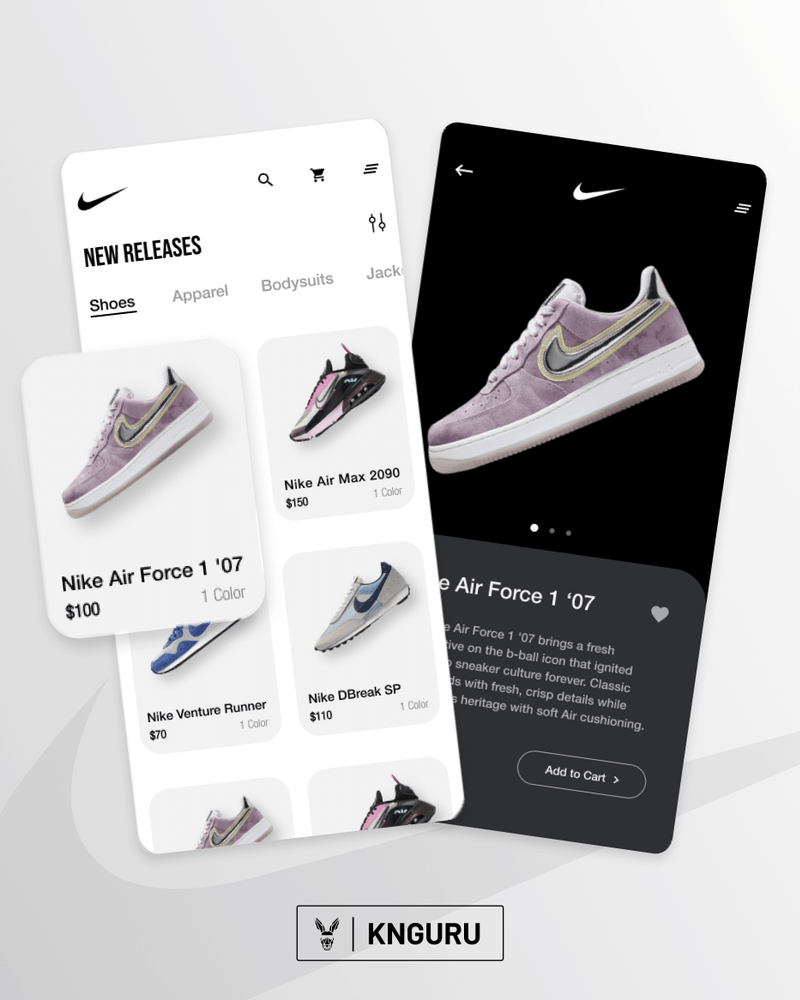 NEW RELEASES
Shoes Apparel Bodysuits Jack
Nike Air Force 1 '07
$100 1 Color
Nike Air Max 2090
$150 1 Color
Nike Venture Runner
$70 1 Color
Nike DBreak SP
$110 1 Color
e Air Force 1 ‘07
e Air Force 1 '07 brings a fresh
ive on the b-ball icon that ignited
o sneaker culture forever. Classic
ds with fresh, crisp details while
s heritage with soft Air cushioning.
Add to Cart >
KNGURU